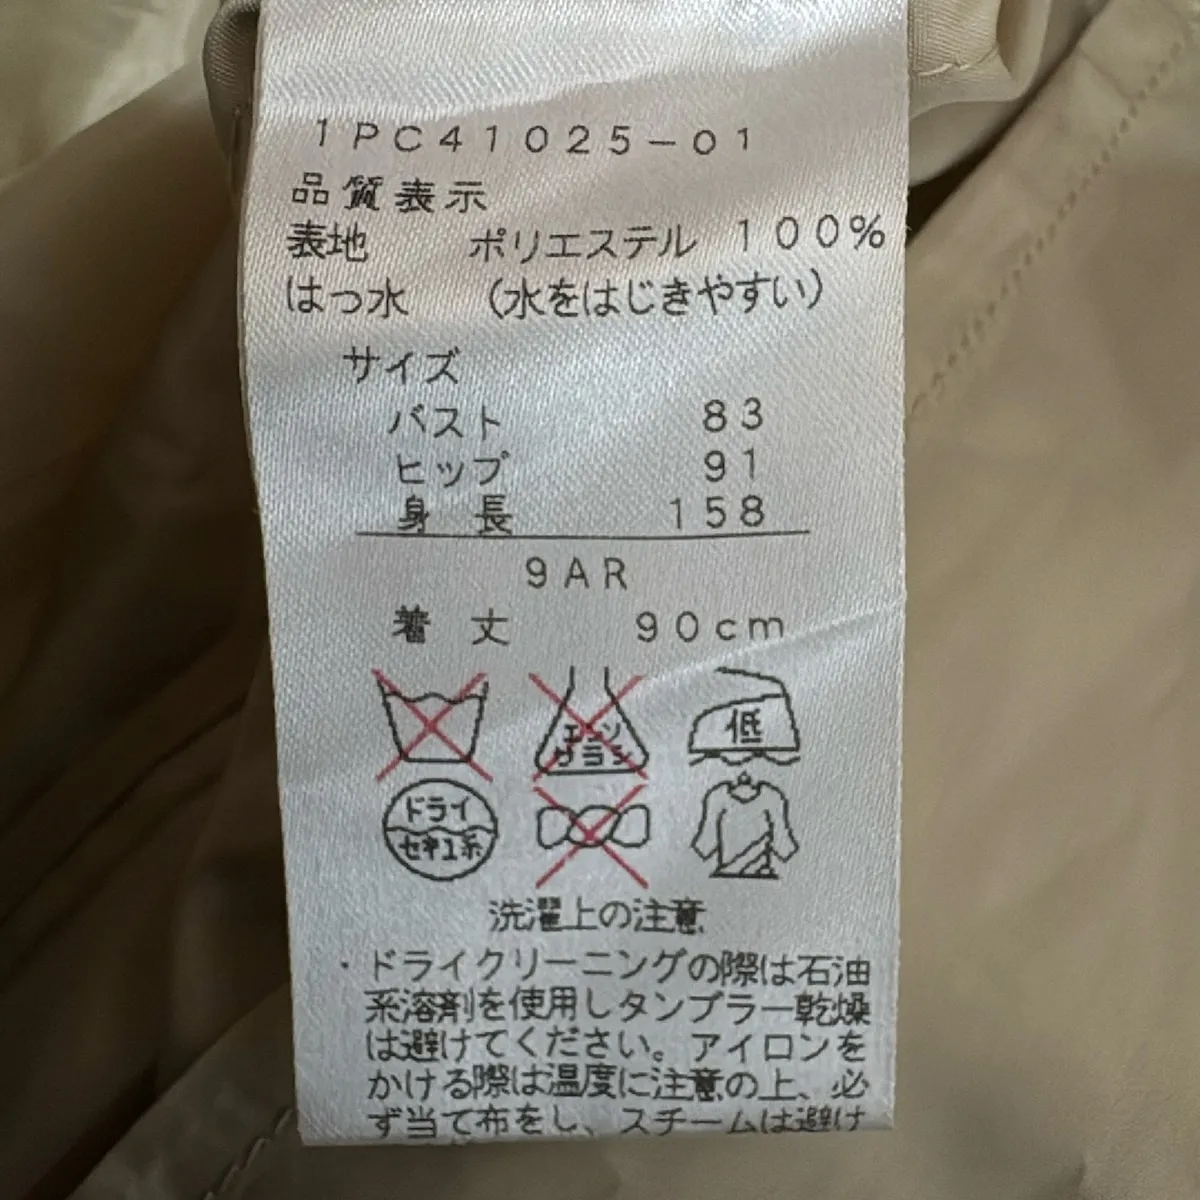 1PC41025-01
品質表示
表地 ポリエステル 100%
はっ水 (水をはじきやすい)
サイズ
バスト 83
ヒップ 91
身長 158
9AR
着丈 90cm
エンソ
サラシ
低
ドライ
セキユ系
洗濯上の注意
・ドライクリーニングの際は石油
系溶剤を使用しタンブラー乾燥
は避けてください。アイロンを
かける際は温度に注意の上、必
ず当て布をし、スチームは避け